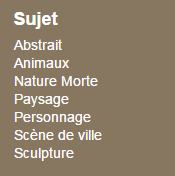 Sujet
Abstrait
Animaux
Nature Morte
Paysage
Personnage
Scène de ville
Sculpture